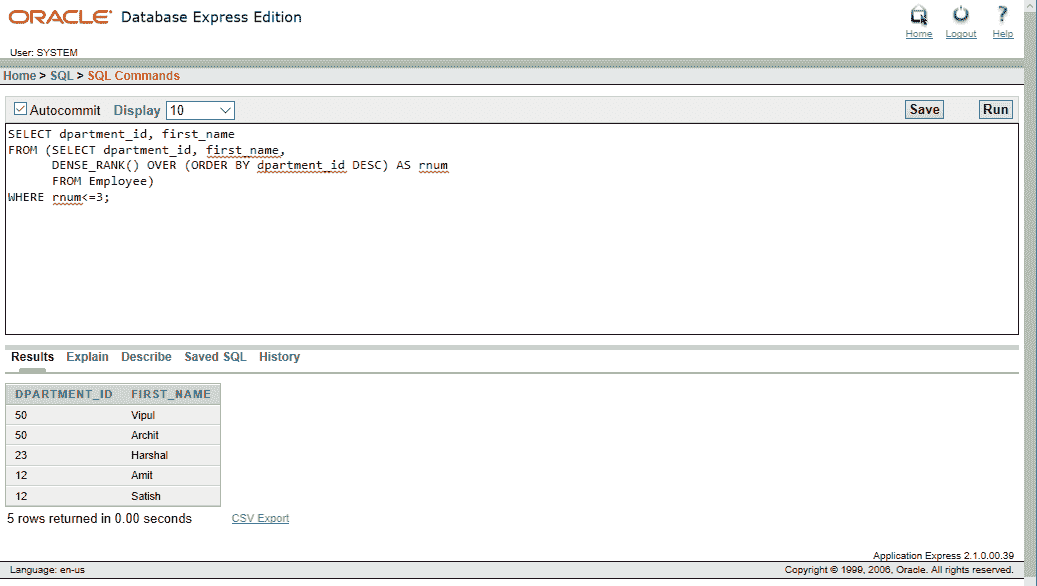 ORACLE Database Express Edition
Home Logout Help
User: SYSTEM
Home > SQL > SQL Commands
Autocommit Display 10 Save Run
SELECT dpartment_id, first_name
FROM (SELECT dpartment_id, first_name,
DENSE_RANK() OVER (ORDER BY dpartment_id DESC) AS rnum
FROM Employee)
WHERE rnum<=3;
Results Explain Describe Saved SQL History
DPARTMENT_ID FIRST_NAME
50 Vipul
50 Archit
23 Harshal
12 Amit
12 Satish
5 rows returned in 0.00 seconds CSV Export
Application Express 2.1.0.00.39
Language: en-us Copyright © 1999, 2006, Oracle. All rights reserved.